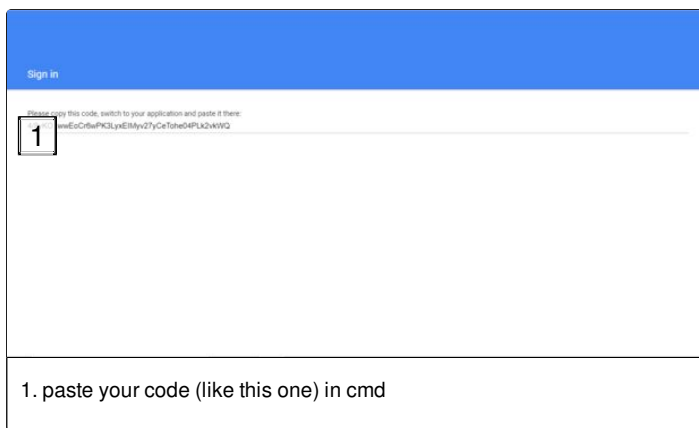 Sign in
Please copy this code, switch to your application and paste it there:
1
1. paste your code (like this one) in cmd